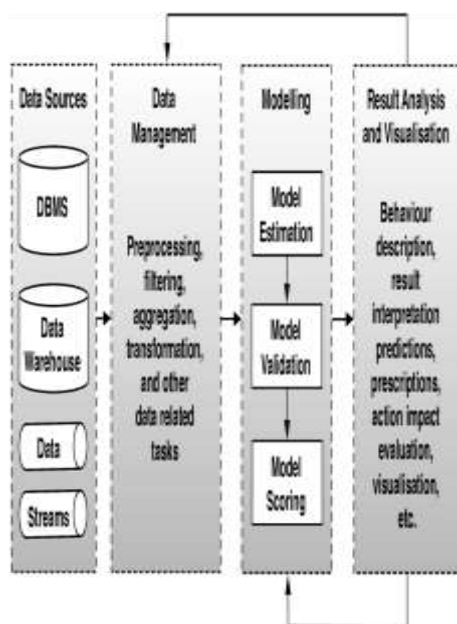 Data Sources
DBMS
Data
Warehouse
Data
Streams
Data
Management
Preprocessing,
filtering,
aggregation,
transformation,
and other
data related
tasks
Modelling
Model
Estimation
Model
Validation
Model
Scoring
Result Analysis
and Visualisation
Behaviour
description,
result
interpretation
predictions,
prescriptions,
action impact
evaluation,
visualisation,
etc.